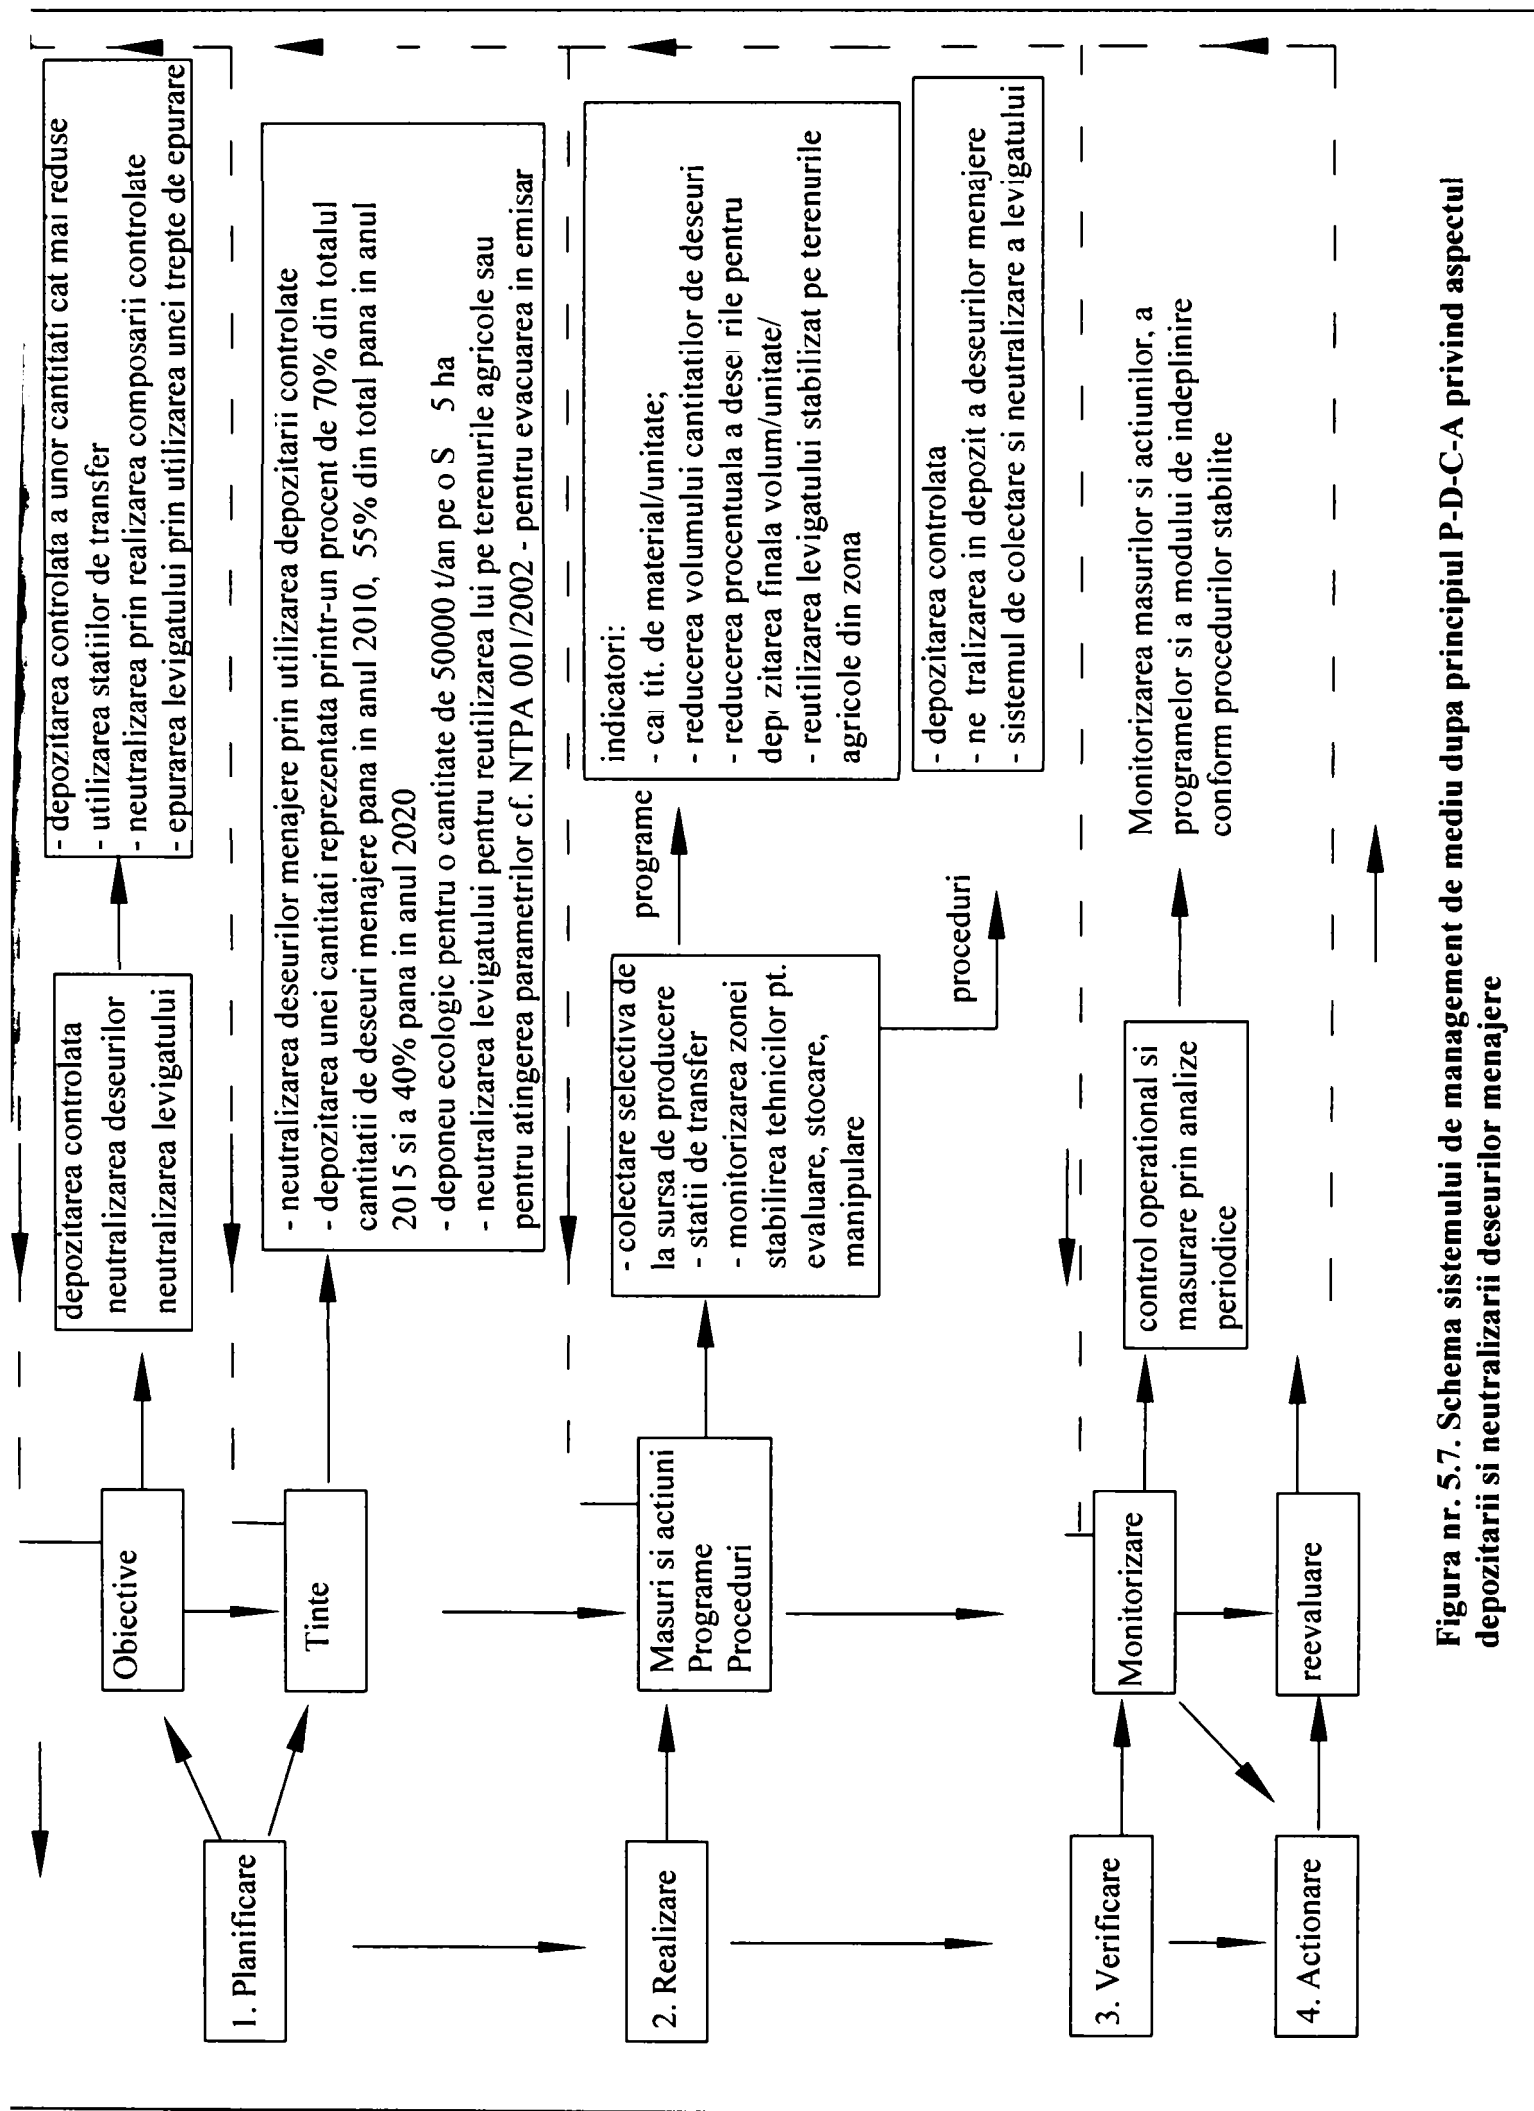 1. Planificare
Obiective
depozitarea controlata
neutralizarea deseurilor
neutralizarea levigatului
- depozitarea controlata a unor cantitati cat mai reduse
- utilizarea statiilor de transfer
- neutralizarea prin realizarea composarii controlate
- epurarea levigatului prin utilizarea unei trepte de epurare
Tinte
- neutralizarea deseurilor menajere prin utilizarea depozitarii controlate
- depozitarea unei cantitati reprezentata printr-un procent de 70% din totalul
cantitatii de deseuri menajere pana in anul 2010, 55% din total pana in anul
2015 si a 40% pana in anul 2020
- deponeu ecologic pentru o cantitate de 50000 t/an pe o S 5 ha
- neutralizarea levigatului pentru reutilizarea lui pe terenurile agricole sau
pentru atingerea parametrilor cf. NTPA 001/2002 - pentru evacuarea in emisar
2. Realizare
Masuri si actiuni
Programe
Proceduri
- colectare selectiva de
la sursa de producere
- statii de transfer
- monitorizarea zonei
stabilirea tehnicilor pt.
evaluare, stocare,
manipulare
programe
indicatori:
- ca tit. de material/unitate;
- reducerea volumului cantitatilor de deseuri
- reducerea procentuala a dese rile pentru
dep zitarea finala volum/unitate/
- reutilizarea levigatului stabilizat pe terenurile
agricole din zona
proceduri
- depozitarea controlata
- ne tralizarea in depozit a deseurilor menajere
- sistemul de colectare si neutralizare a levigatului
3. Verificare
Monitorizare
control operational si
masurare prin analize
periodice
Monitorizarea masurilor si actiunilor, a
programelor si a modului de indeplinire
conform procedurilor stabilite
4. Actionare
reevaluare
Figura nr. 5.7. Schema sistemului de management de mediu dupa principiul P-D-C-A privind aspectul
depozitarii si neutralizarii deseurilor menajere